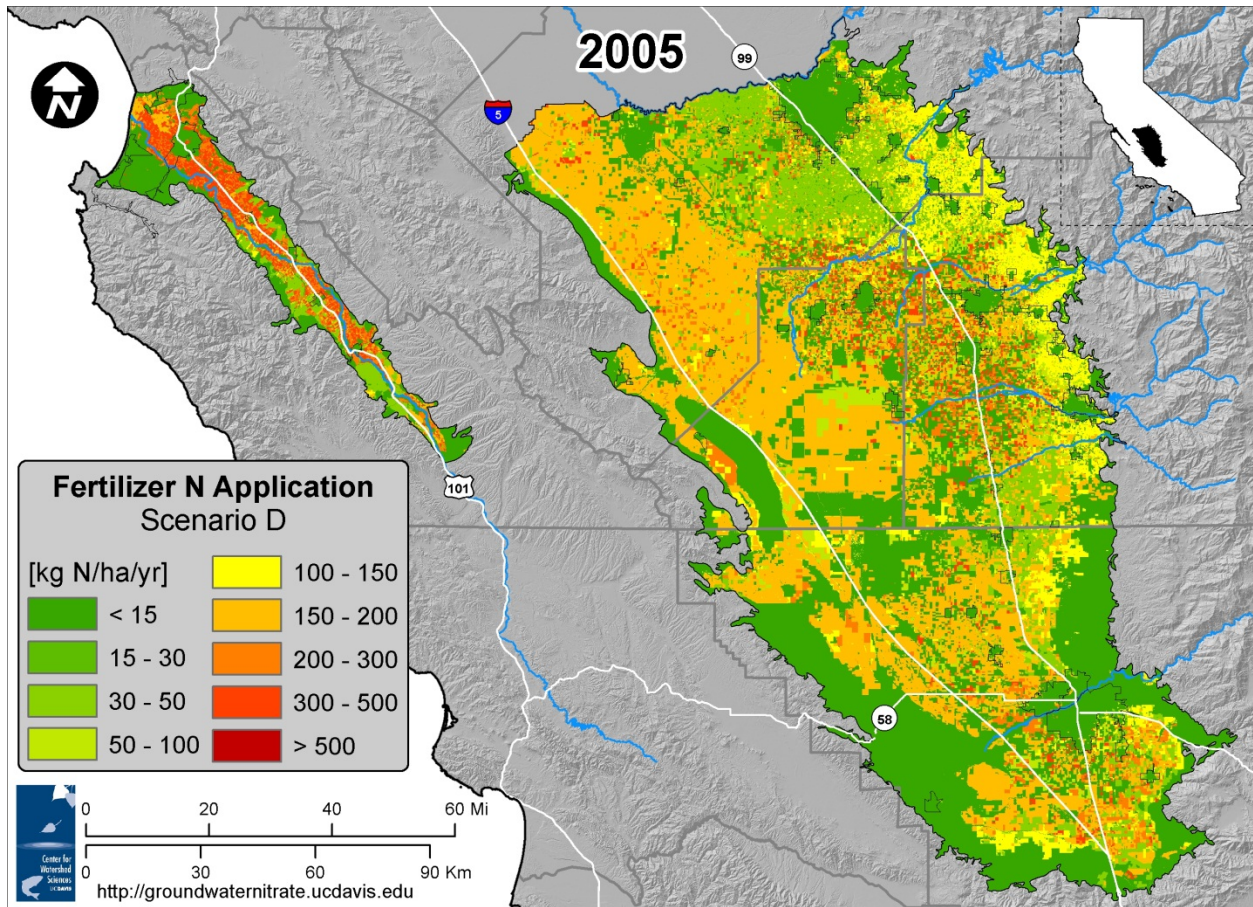 2005
N
5
99
101
58
Fertilizer N Application
Scenario D
[kg N/ha/yr]
< 15
15 - 30
30 - 50
50 - 100
100 - 150
150 - 200
200 - 300
300 - 500
> 500
0 20 40 60 Mi
0 30 60 90 Km
http://groundwaternitrate.ucdavis.edu
Center for
Watershed
Sciences
UCDAVIS